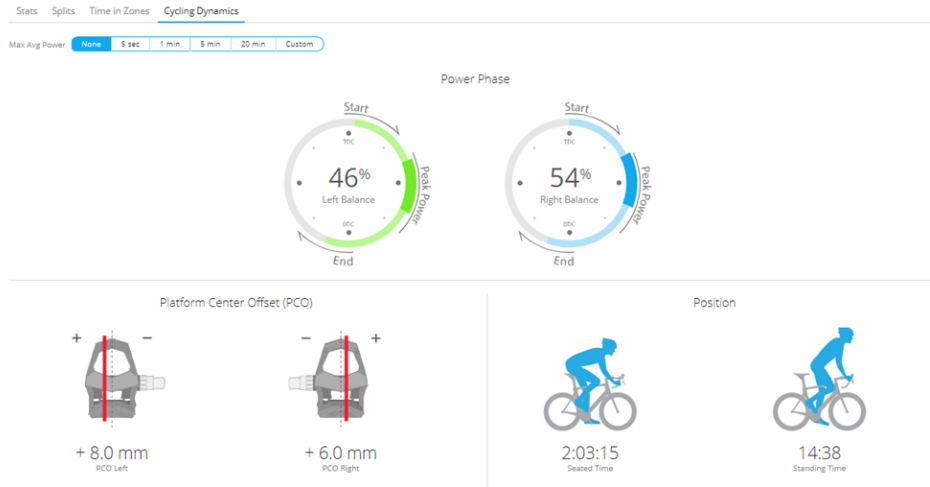 Stats Splits Time in Zones Cycling Dynamics
Max Avg Power None 5 sec 1 min 5 min 20 min Custom
Power Phase
Start Start
TDC TDC
46% 54%
Left Balance Right Balance
Peak Power Peak Power
BDC BDC
End End
Platform Center Offset (PCO) Position
+ − − +
+ 8.0 mm + 6.0 mm 2:03:15 14:38
PCO Left PCO Right Seated Time Standing Time